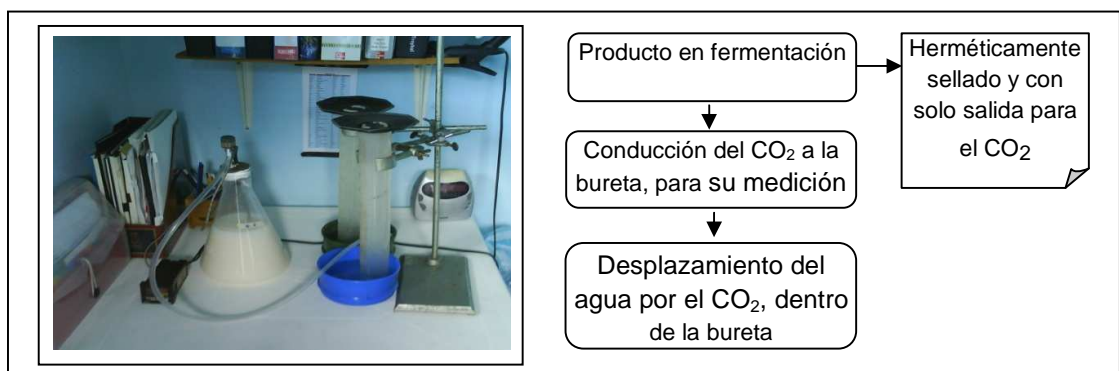 Producto en fermentación
Herméticamente
sellado y con
solo salida para
el CO₂
Conducción del CO₂ a la
bureta, para su medición
Desplazamiento del
agua por el CO₂, dentro
de la bureta